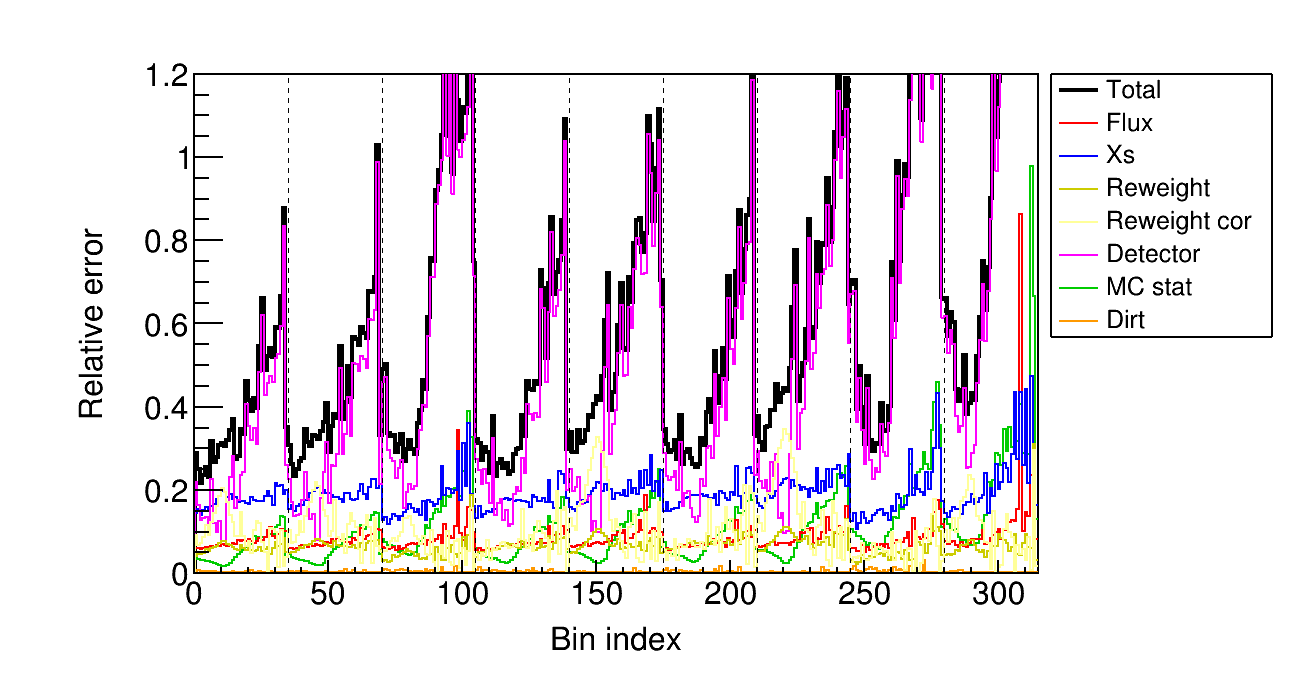 1.2
1
0.8
0.6
0.4
0.2
0
Relative error
0 50 100 150 200 250 300
Bin index
Total
Flux
Xs
Reweight
Reweight cor
Detector
MC stat
Dirt